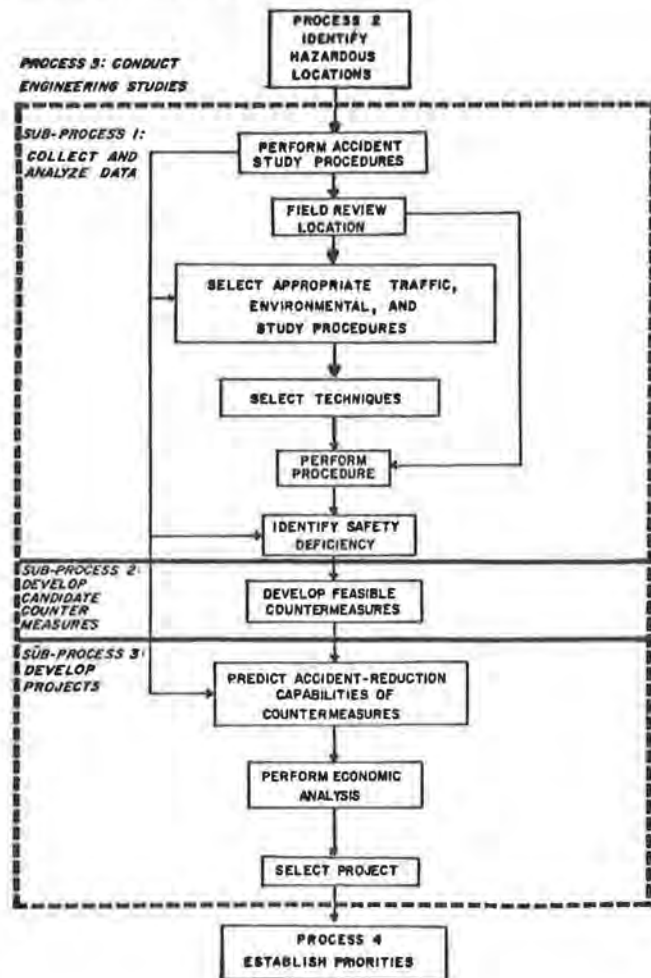 PROCESS 2
IDENTIFY
HAZARDOUS
LOCATIONS
PROCESS 3: CONDUCT
ENGINEERING STUDIES
SUB-PROCESS 1:
COLLECT AND
ANALYZE DATA
PERFORM ACCIDENT
STUDY PROCEDURES
FIELD REVIEW
LOCATION
SELECT APPROPRIATE TRAFFIC,
ENVIRONMENTAL, AND
STUDY PROCEDURES
SELECT TECHNIQUES
PERFORM
PROCEDURE
IDENTIFY SAFETY
DEFICIENCY
SUB-PROCESS 2:
DEVELOP
CANDIDATE
COUNTER
MEASURES
DEVELOP FEASIBLE
COUNTERMEASURES
SUB-PROCESS 3:
DEVELOP
PROJECTS
PREDICT ACCIDENT-REDUCTION
CAPABILITIES OF
COUNTERMEASURES
PERFORM ECONOMIC
ANALYSIS
SELECT PROJECT
PROCESS 4
ESTABLISH PRIORITIES